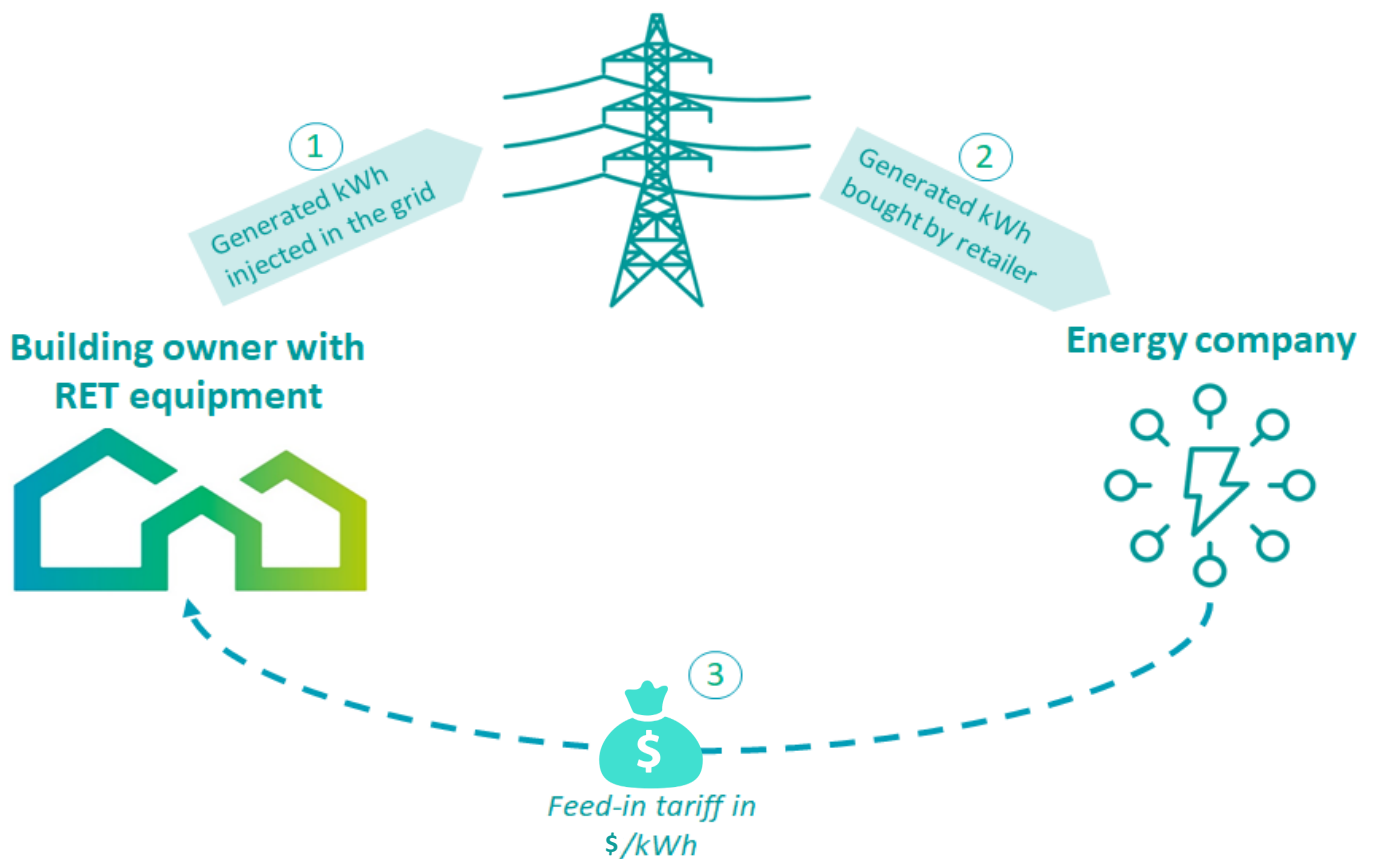 1
Generated kWh
injected in the grid
2
Generated kWh
bought by retailer
Building owner with
RET equipment
Energy company
3
$
Feed-in tariff in
$/kWh